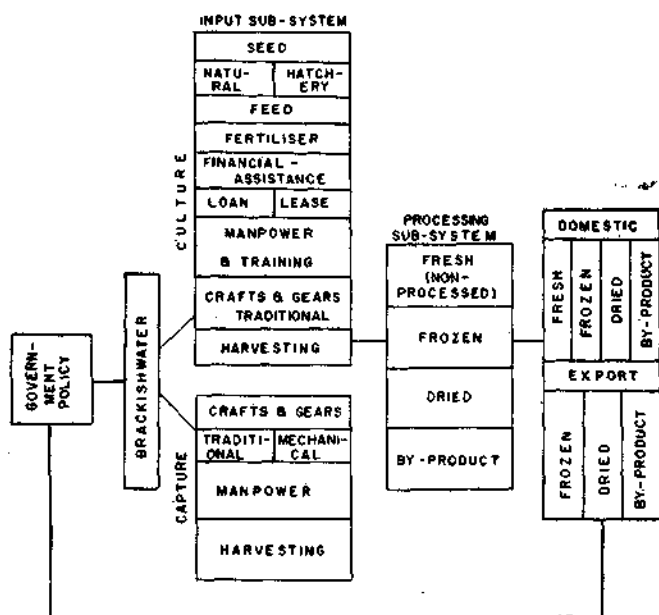 INPUT SUB-SYSTEM
SEED
NATU-
RAL
HATCH-
ERY
FEED
FERTILISER
FINANCIAL-
ASSISTANCE
LOAN
LEASE
MANPOWER
& TRAINING
CRAFTS & GEARS
TRADITIONAL
HARVESTING
CULTURE
GOVERN-
MENT
POLICY
BRACKISHWATER
CAPTURE
CRAFTS & GEARS
TRADITI-
ONAL
MECHANI-
CAL
MANPOWER
HARVESTING
PROCESSING
SUB-SYSTEM
FRESH
(NON-
PROCESSED)
FROZEN
DRIED
BY-PRODUCT
DOMESTIC
FRESH
FROZEN
DRIED
BY-PRODUCT
EXPORT
FROZEN
DRIED
BY-PRODUCT